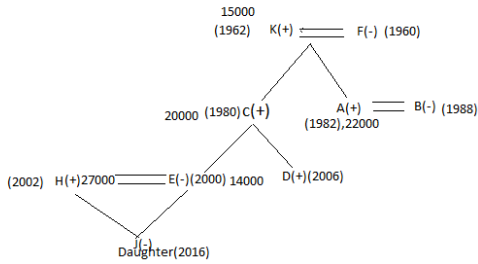 15000
(1962) K(+) F(-) (1960)
20000 (1980) C(+) A(+) B(-) (1988)
(1982),22000
(2002) H(+)27000 E(-)(2000) 14000 D(+)(2006)
J(-)
Daughter(2016)